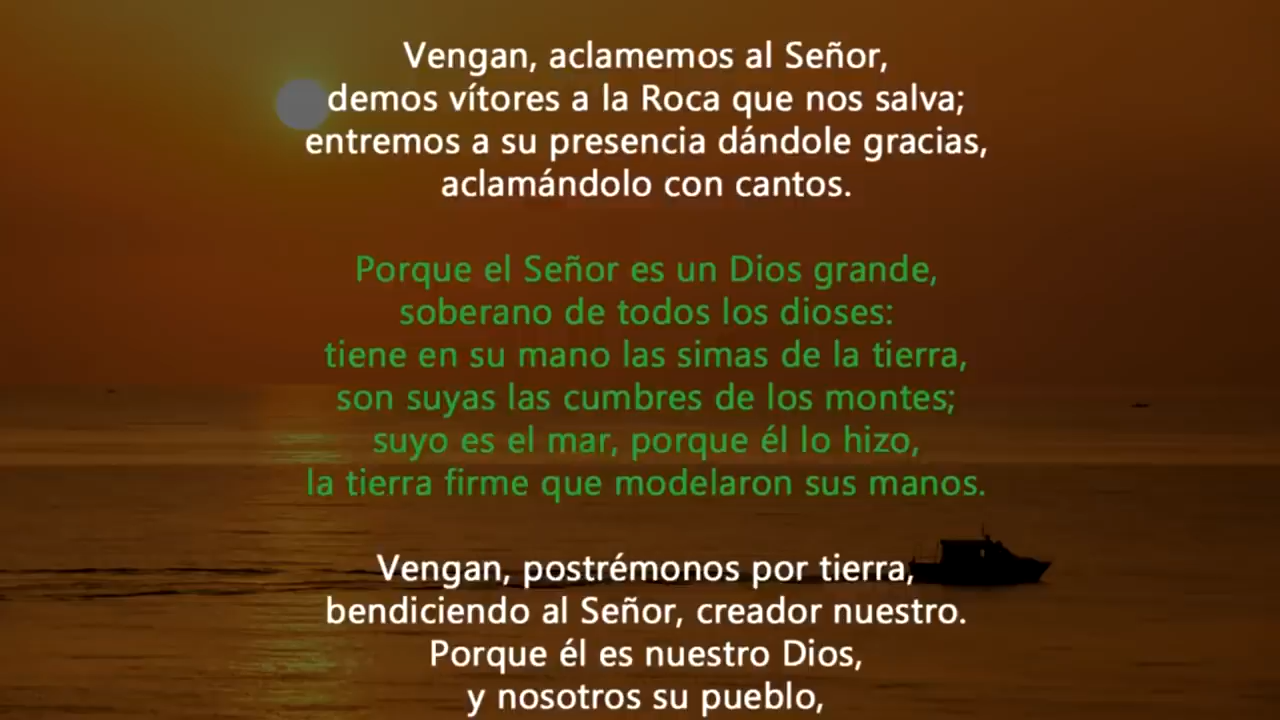 Vengan, aclamemos al Señor,
demos vítores a la Roca que nos salva;
entremos a su presencia dándole gracias,
aclamándolo con cantos.
Porque el Señor es un Dios grande,
soberano de todos los dioses:
tiene en su mano las simas de la tierra,
son suyas las cumbres de los montes;
suyo es el mar, porque él lo hizo,
la tierra firme que modelaron sus manos.
Vengan, postrémonos por tierra,
bendiciendo al Señor, creador nuestro.
Porque él es nuestro Dios,
y nosotros su pueblo,